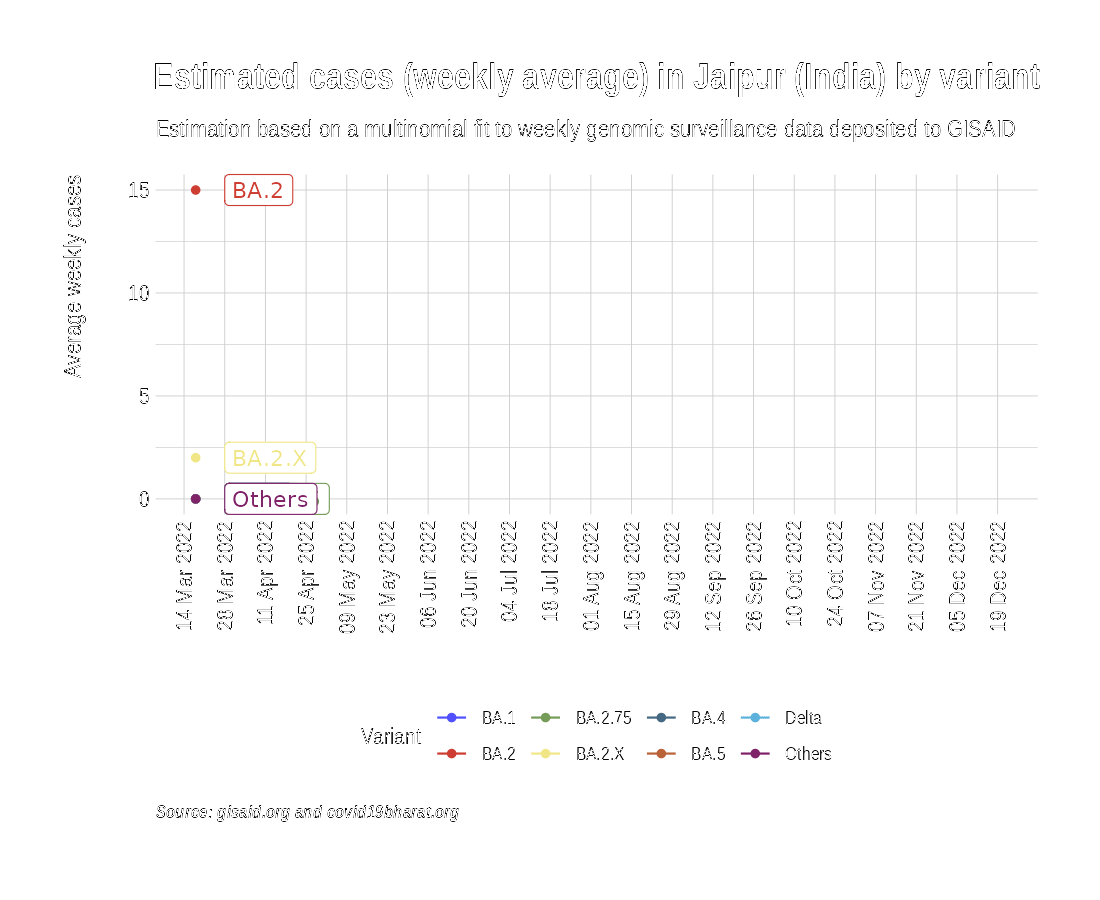 Estimated cases (weekly average) in Jaipur (India) by variant
Estimation based on a multinomial fit to weekly genomic surveillance data deposited to GISAID
Average weekly cases
15
10
5
0
BA.2
BA.2.X
Others
14 Mar 2022
28 Mar 2022
11 Apr 2022
25 Apr 2022
09 May 2022
23 May 2022
06 Jun 2022
20 Jun 2022
04 Jul 2022
18 Jul 2022
01 Aug 2022
15 Aug 2022
29 Aug 2022
12 Sep 2022
26 Sep 2022
10 Oct 2022
24 Oct 2022
07 Nov 2022
21 Nov 2022
05 Dec 2022
19 Dec 2022
Variant
BA.1 BA.2.75 BA.4 Delta
BA.2 BA.2.X BA.5 Others
Source: gisaid.org and covid19bharat.org